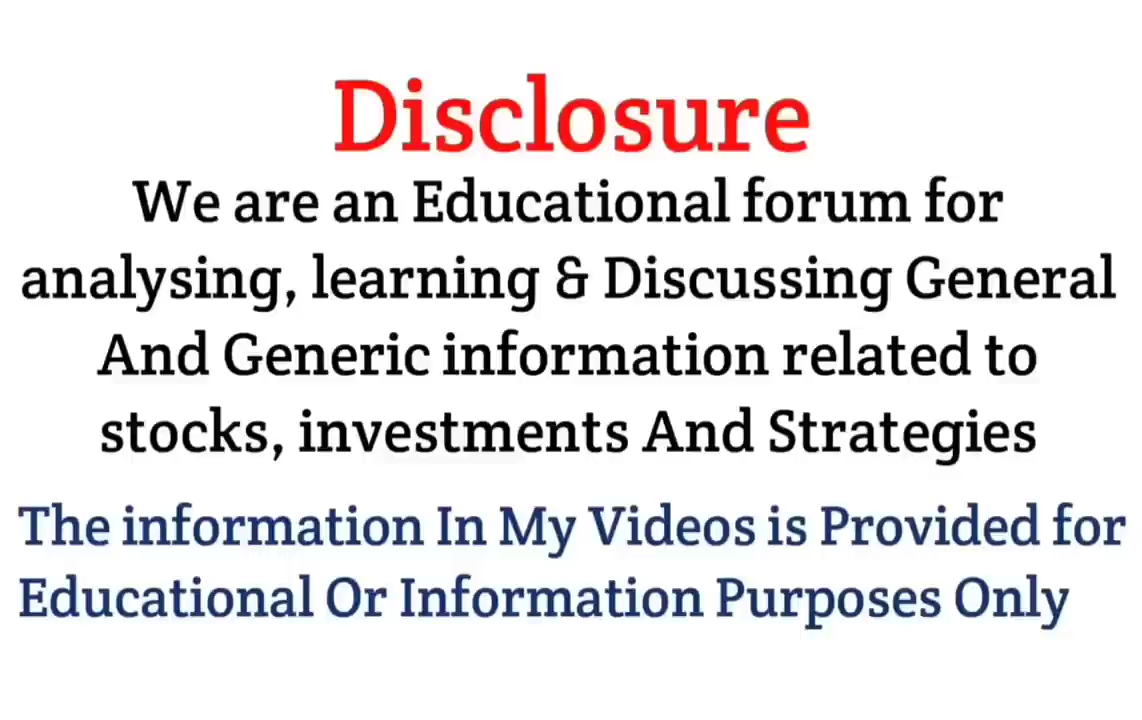 Disclosure
We are an Educational forum for
analysing, learning & Discussing General
And Generic information related to
stocks, investments And Strategies
The information In My Videos is Provided for
Educational Or Information Purposes Only